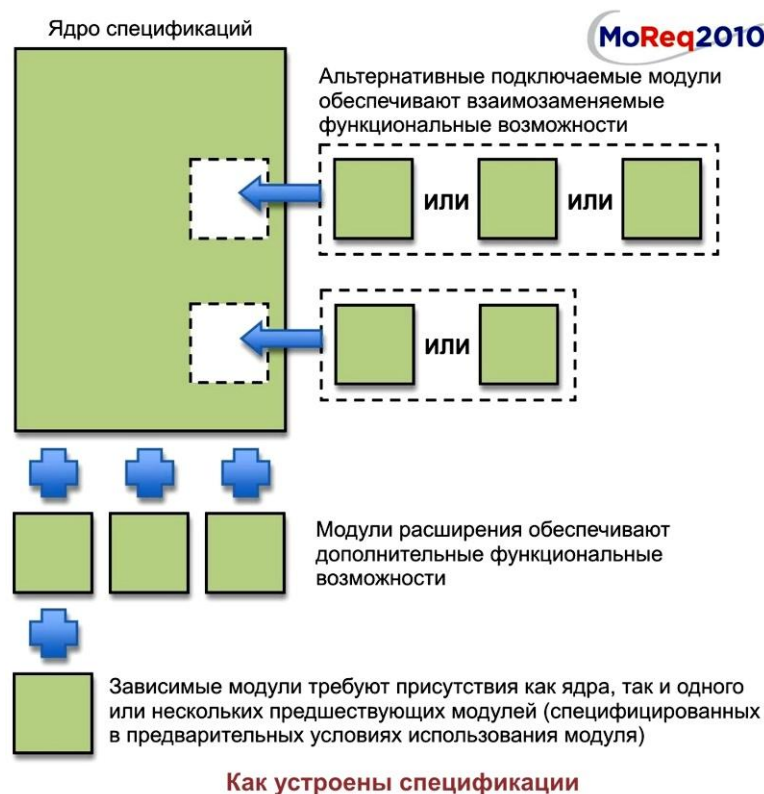 Ядро спецификаций
MoReq2010
Альтернативные подключаемые модули
обеспечивают взаимозаменяемые
функциональные возможности
ИЛИ ИЛИ
ИЛИ
Модули расширения обеспечивают
дополнительные функциональные
возможности
Зависимые модули требуют присутствия как ядра, так и одного
или нескольких предшествующих модулей (специфицированных
в предварительных условиях использования модуля)
Как устроены спецификации